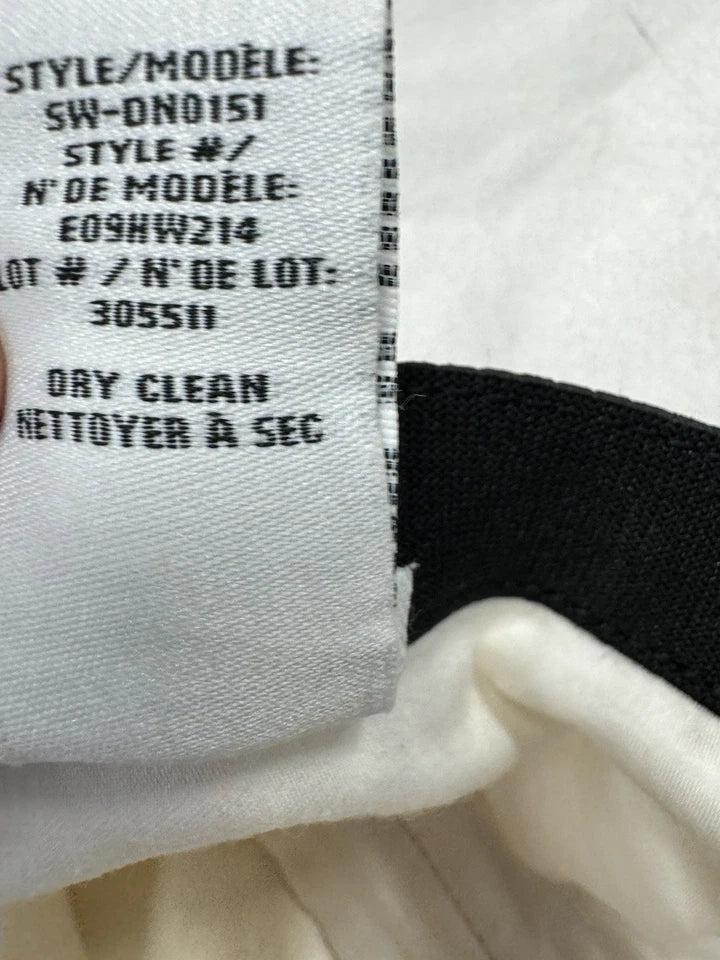 STYLE/MODÈLE:
SW-DN0151
STYLE #/
N° DE MODÈLE:
E09HW214
LOT # / N° DE LOT:
305511
DRY CLEAN
NETTOYER À SEC